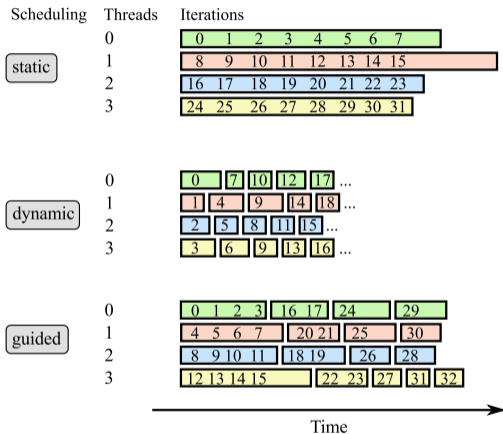 Scheduling Threads Iterations
0 0 1 2 3 4 5 6 7
static 1 8 9 10 11 12 13 14 15
2 16 17 18 19 20 21 22 23
3 24 25 26 27 28 29 30 31
0 0 7 10 12 17 ...
dynamic 1 1 4 9 14 18 ...
2 2 5 8 11 15 ...
3 3 6 9 13 16 ...
0 0 1 2 3 16 17 24 29
guided 1 4 5 6 7 20 21 25 30
2 8 9 10 11 18 19 26 28
3 12 13 14 15 22 23 27 31 32
Time